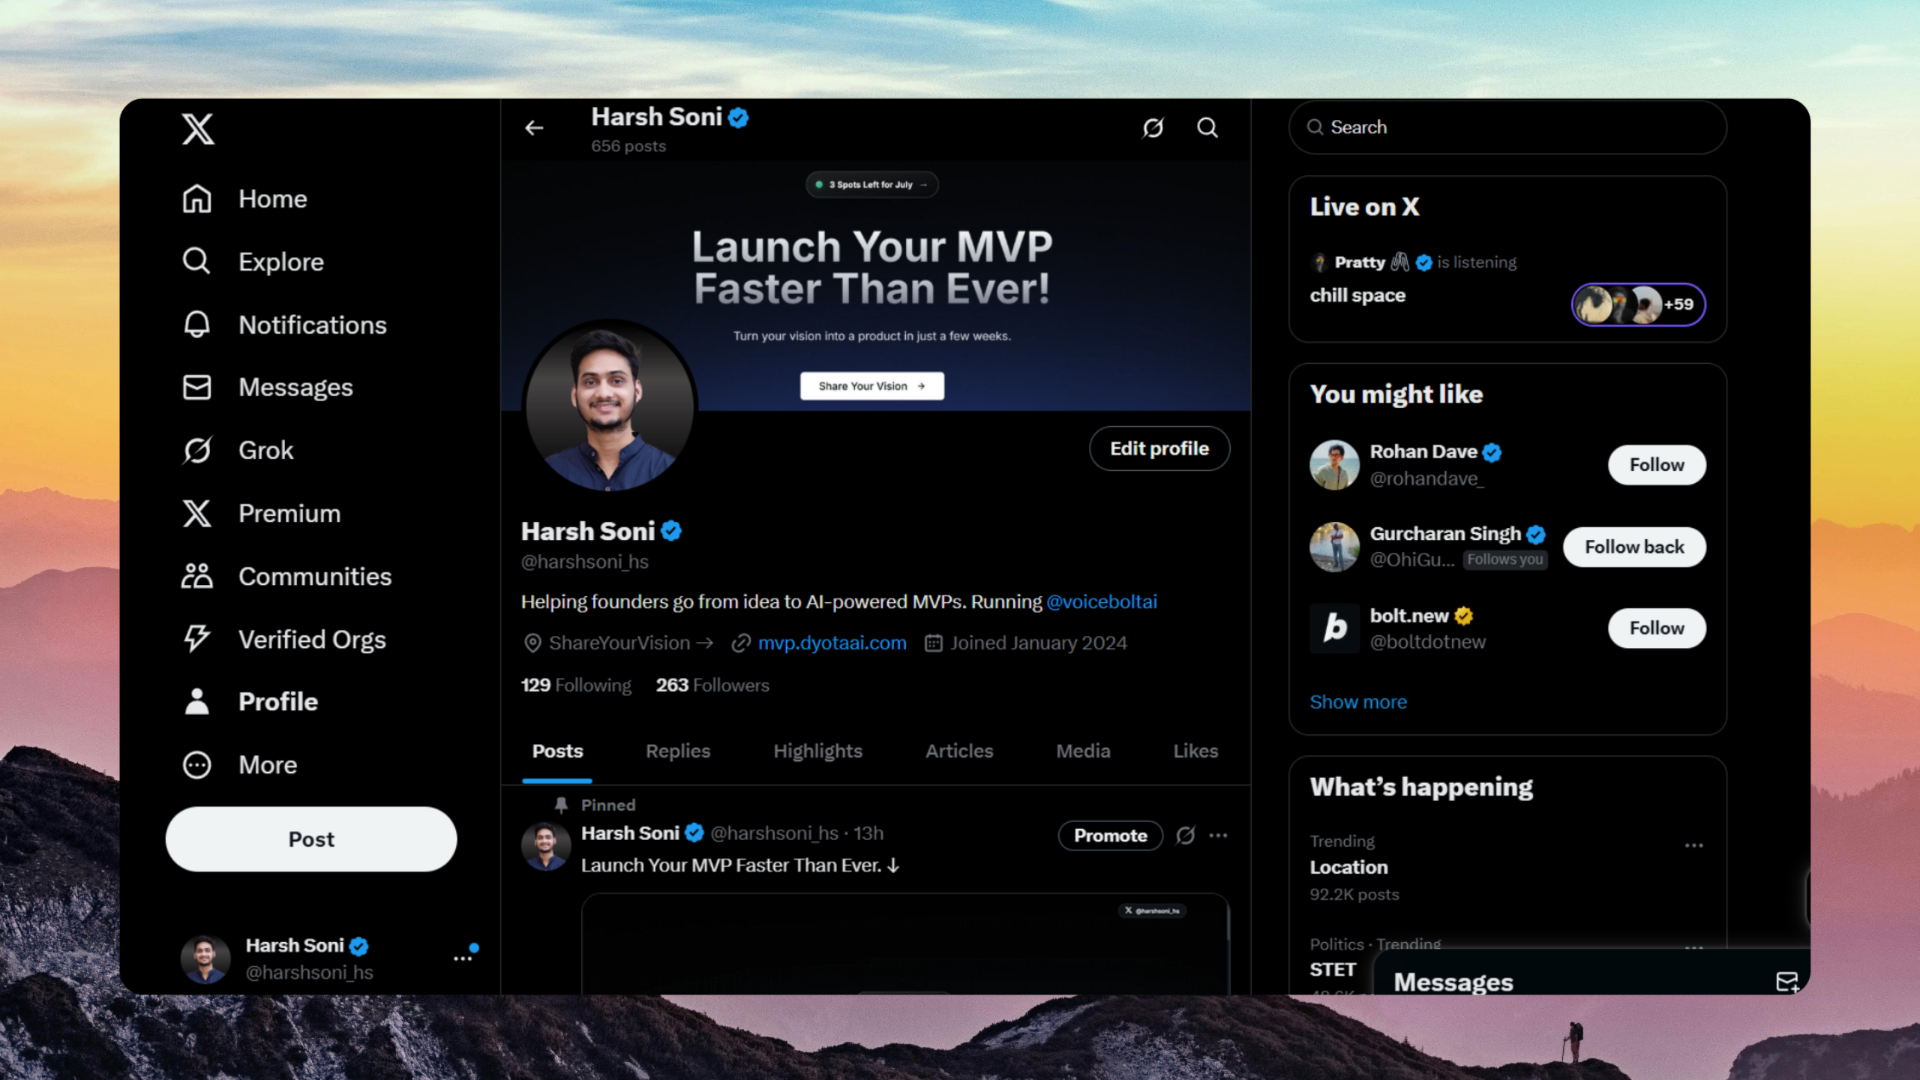 Home
Explore
Notifications
Messages
Grok
Premium
Communities
Verified Orgs
Profile
More
Post
Harsh Soni
@harshsoni_hs
Harsh Soni
656 posts
3 Spots Left for July →
Launch Your MVP
Faster Than Ever!
Turn your vision into a product in just a few weeks.
Share Your Vision →
Edit profile
Harsh Soni
@harshsoni_hs
Helping founders go from idea to AI-powered MVPs. Running @voiceboltai
ShareYourVision → mvp.dyotaai.com Joined January 2024
129 Following 263 Followers
Posts Replies Highlights Articles Media Likes
Pinned
Harsh Soni @harshsoni_hs · 13h
Promote
Launch Your MVP Faster Than Ever. ↓
X @harshsoni_hs
Search
Live on X
Pratty is listening
chill space
+59
You might like
Rohan Dave
@rohandave_
Follow
Gurcharan Singh
@OhiGu... Follows you
Follow back
bolt.new
@boltdotnew
Follow
Show more
What's happening
Trending
Location
92.2K posts
Politics · Trending
STET
Messages